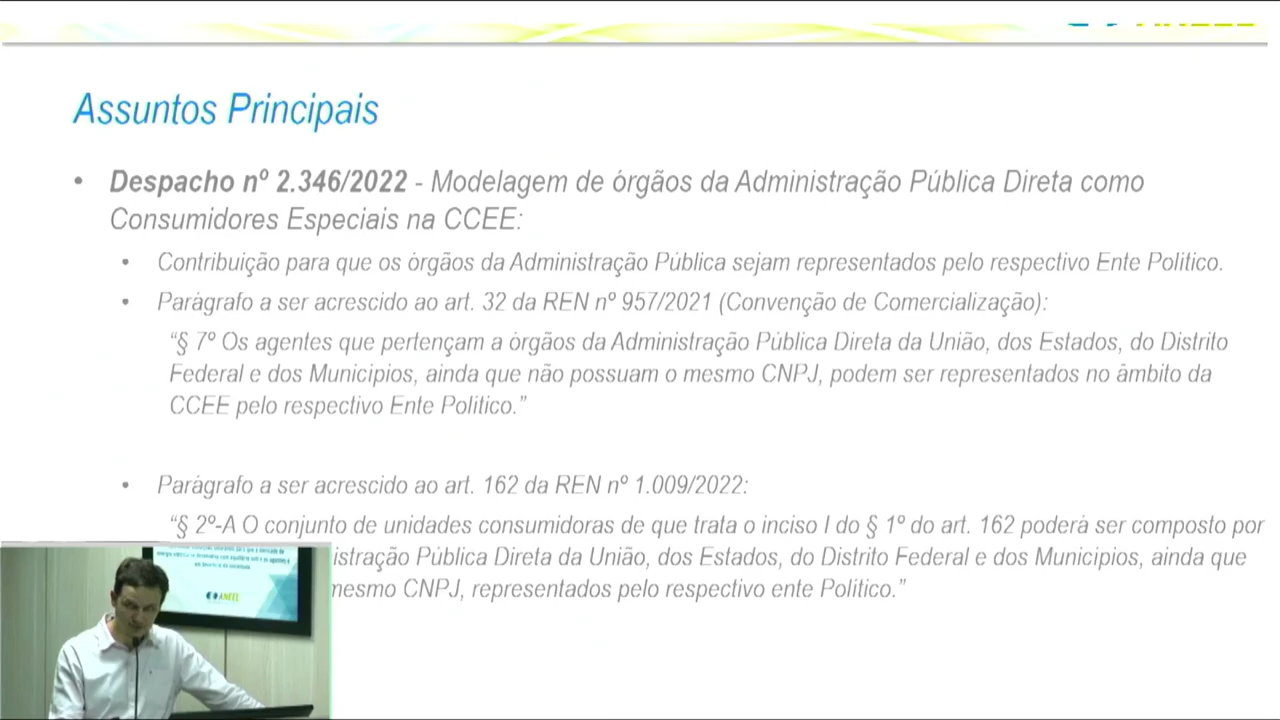 ANEEL
Assuntos Principais
• Despacho nº 2.346/2022 - Modelagem de órgãos da Administração Pública Direta como
Consumidores Especiais na CCEE:
• Contribuição para que os órgãos da Administração Pública sejam representados pelo respectivo Ente Politico.
• Parágrafo a ser acrescido ao art. 32 da REN nº 957/2021 (Convenção de Comercialização):
“§ 7º Os agentes que pertençam a órgãos da Administração Pública Direta da União, dos Estados, do Distrito
Federal e dos Municipios, ainda que não possuam o mesmo CNPJ, podem ser representados no âmbito da
CCEE pelo respectivo Ente Politico.”
• Parágrafo a ser acrescido ao art. 162 da REN nº 1.009/2022:
“§ 2º-A O conjunto de unidades consumidoras de que trata o inciso I do § 1º do art. 162 poderá ser composto por
istração Pública Direta da União, dos Estados, do Distrito Federal e dos Municipios, ainda que
mesmo CNPJ, representados pelo respectivo ente Politico.”
ANEEL